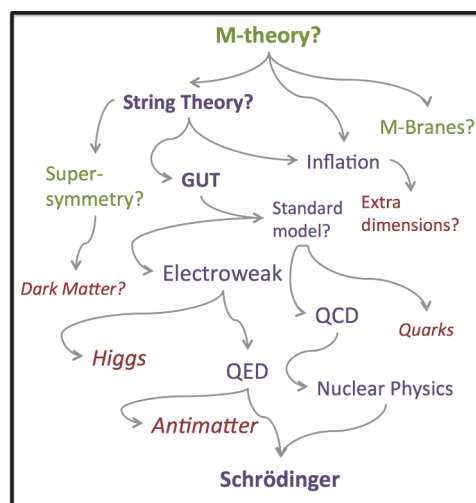 M-theory?
String Theory?
M-Branes?
Inflation
Super-
symmetry?
GUT
Extra
dimensions?
Standard
model?
Electroweak
Dark Matter?
QCD
Quarks
Higgs
QED
Nuclear Physics
Antimatter
Schrödinger